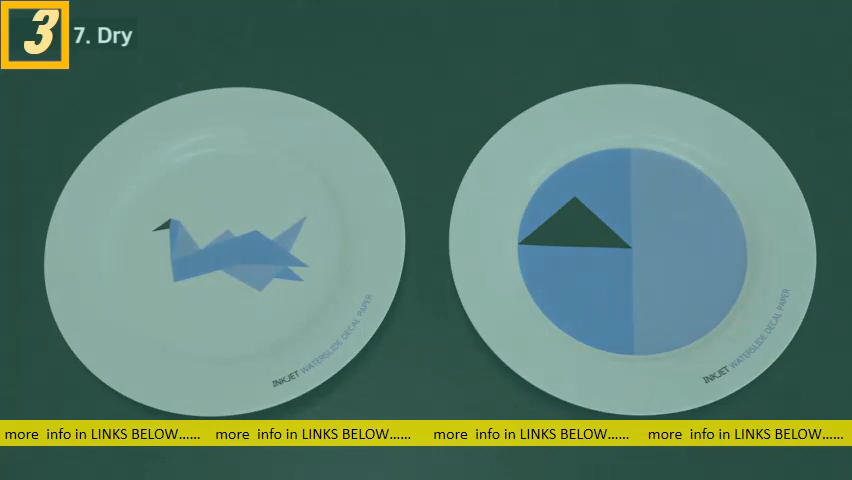 3
7. Dry
INKJET WATERSLIDE DECAL PAPER
INKJET WATERSLIDE DECAL PAPER
more info in LINKS BELOW...... more info in LINKS BELOW...... more info in LINKS BELOW...... more info in LINKS BELOW......